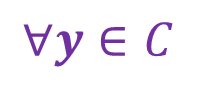 ∀𝒚 ∈ 𝐶